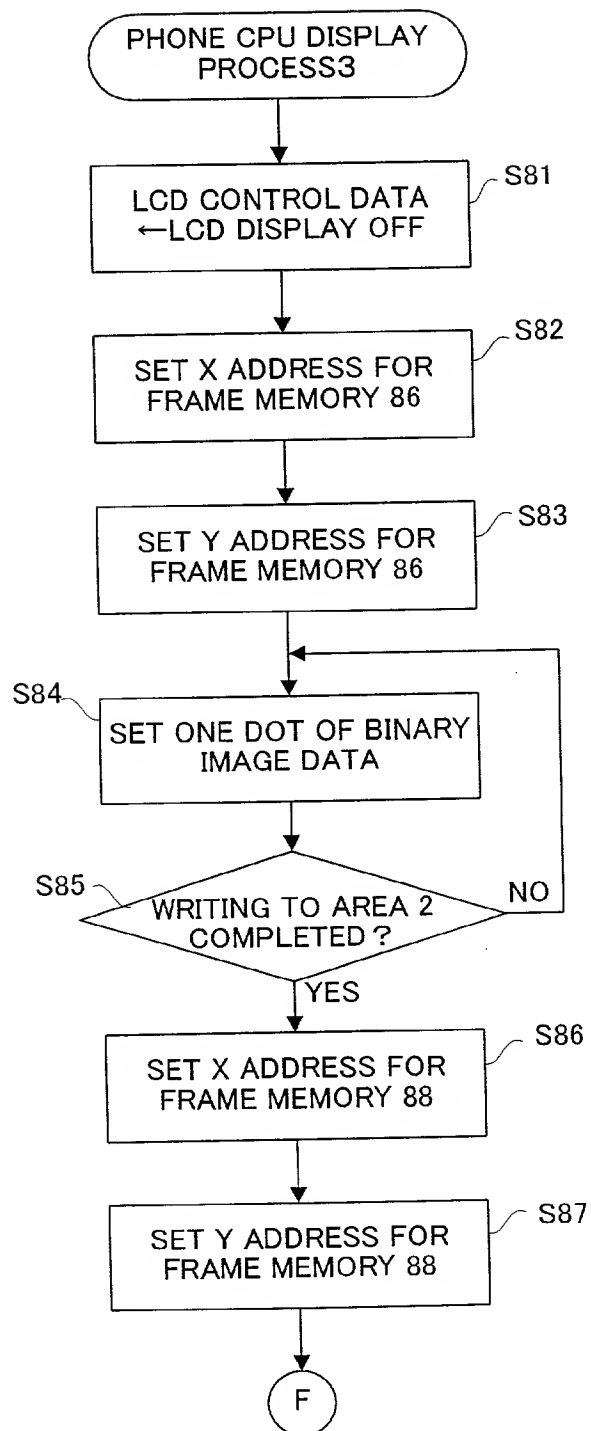 PHONE CPU DISPLAY
PROCESS3
S81
LCD CONTROL DATA
←LCD DISPLAY OFF
S82
SET X ADDRESS FOR
FRAME MEMORY 86
S83
SET Y ADDRESS FOR
FRAME MEMORY 86
S84
SET ONE DOT OF BINARY
IMAGE DATA
S85
WRITING TO AREA 2
COMPLETED?
NO
YES
S86
SET X ADDRESS FOR
FRAME MEMORY 88
S87
SET Y ADDRESS FOR
FRAME MEMORY 88
F